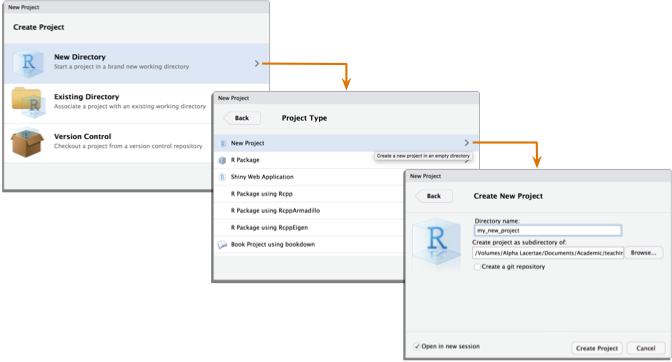 New Project
Create Project
New Directory
Start a project in a brand new working directory
Existing Directory
Associate a project with an existing working directory
Version Control
Checkout a project from a version control repository
New Project
Back
Project Type
New Project
Create a new project in an empty directory
R Package
Shiny Web Application
R Package using Rcpp
R Package using RcppArmadillo
R Package using RcppEigen
Book Project using bookdown
New Project
Back
Create New Project
R
Directory name:
my_new_project
Create project as subdirectory of:
/Volumes/Alpha Lacertae/Documents/Academic/teachin
Browse...
Create a git repository
Open in new session
Create Project
Cancel